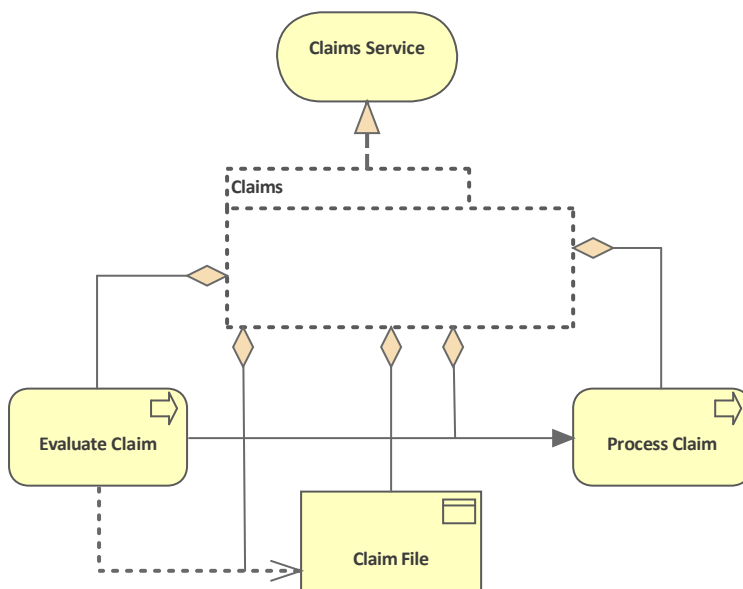 Claims Service
Claims
Evaluate Claim
Process Claim
Claim File